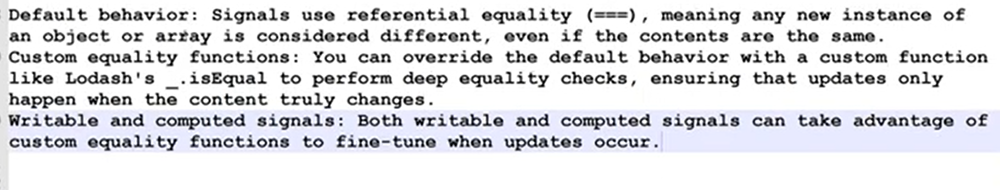 Default behavior: Signals use referential equality (===), meaning any new instance of
an object or array is considered different, even if the contents are the same.
Custom equality functions: You can override the default behavior with a custom function
like Lodash's _.isEqual to perform deep equality checks, ensuring that updates only
happen when the content truly changes.
Writable and computed signals: Both writable and computed signals can take advantage of
custom equality functions to fine-tune when updates occur.